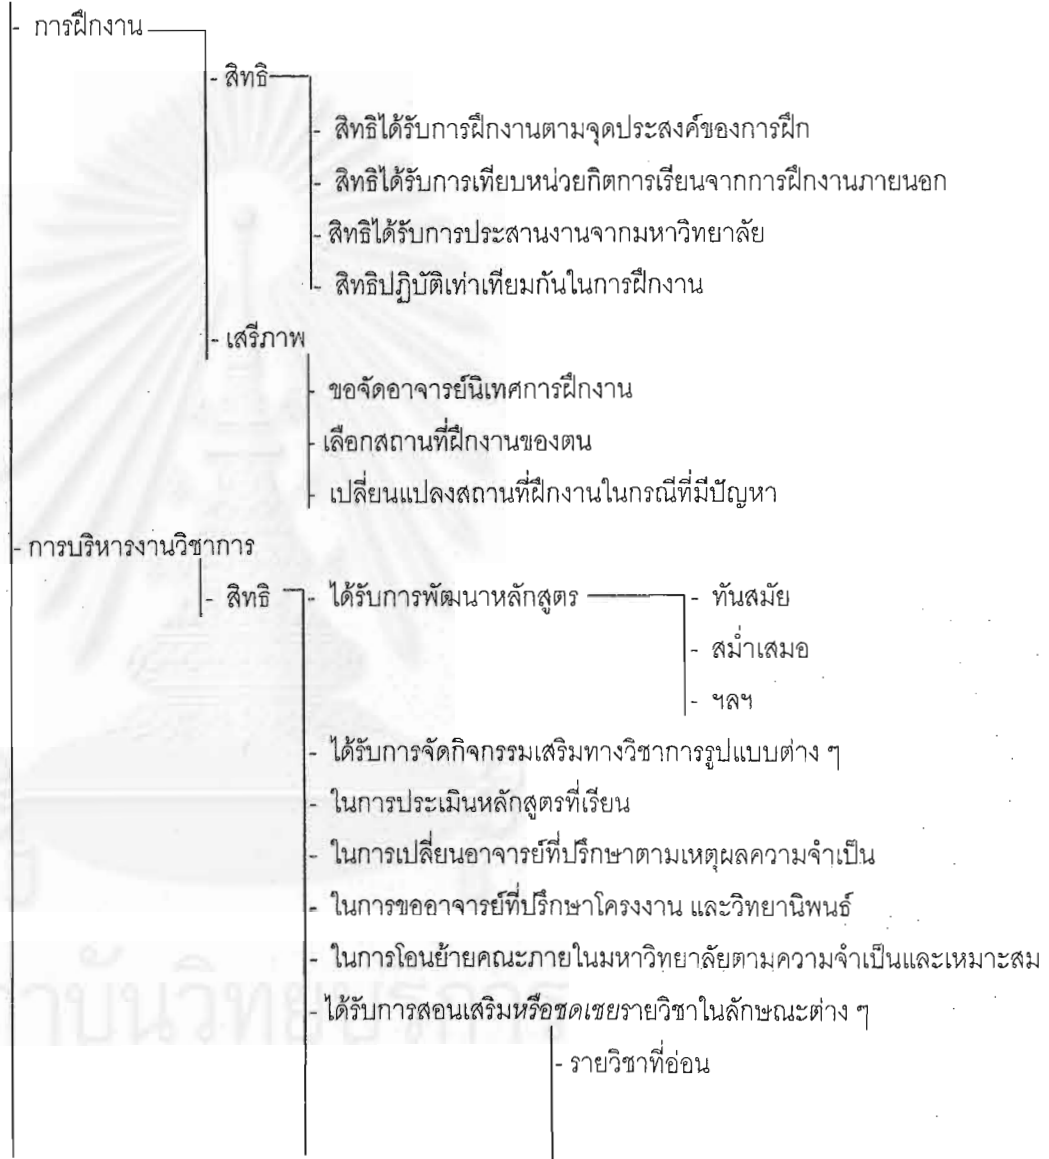 - การฝึกงาน
- สิทธิ
- สิทธิได้รับการฝึกงานตามจุดประสงค์ของการฝึก
- สิทธิได้รับการเทียบหน่วยกิตการเรียนจากการฝึกงานภายนอก
- สิทธิได้รับการประสานงานจากมหาวิทยาลัย
- สิทธิปฏิบัติเท่าเทียมกันในการฝึกงาน
- เสรีภาพ
- ขอจัดอาจารย์นิเทศการฝึกงาน
- เลือกสถานที่ฝึกงานของตน
- เปลี่ยนแปลงสถานที่ฝึกงานในกรณีที่มีปัญหา
- การบริหารงานวิชาการ
- สิทธิ - ได้รับการพัฒนาหลักสูตร - ทันสมัย
- สม่ำเสมอ
- ฯลฯ
- ได้รับการจัดกิจกรรมเสริมทางวิชาการรูปแบบต่าง ๆ
- ในการประเมินหลักสูตรที่เรียน
- ในการเปลี่ยนอาจารย์ที่ปรึกษาตามเหตุผลความจำเป็น
- ในการขออาจารย์ที่ปรึกษาโครงงาน และวิทยานิพนธ์
- ในการโอนย้ายคณะภายในมหาวิทยาลัยตามความจำเป็นและเหมาะสม
- ได้รับการสอนเสริมหรือชดเชยรายวิชาในลักษณะต่าง ๆ
- รายวิชาที่อ่อน